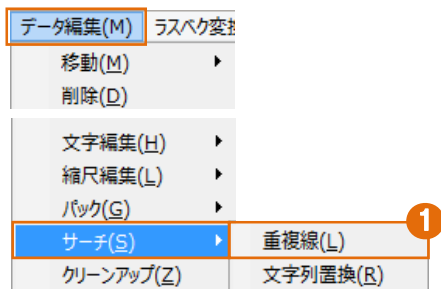 データ編集(M) ラスベク変
移動(M)
削除(D)
文字編集(H)
縮尺編集(L)
パック(G)
1
サーチ(S) 重複線(L)
クリーンアップ(Z) 文字列置換(R)